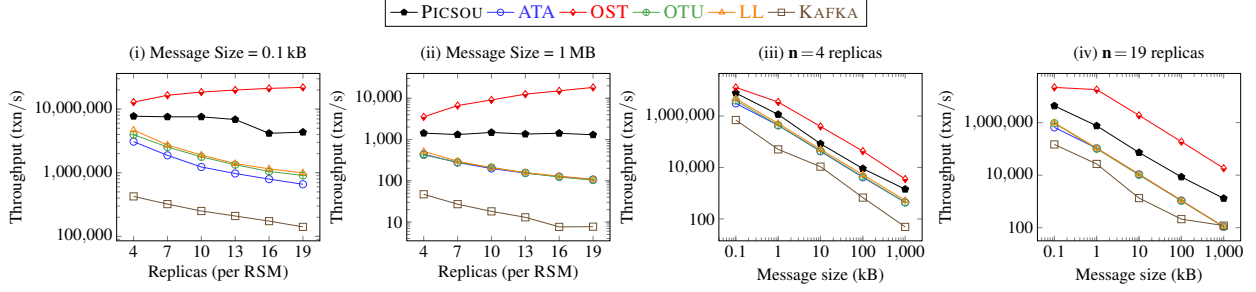 PICSOU ATA OST OTU LL KAFKA
(i) Message Size = 0.1 kB
Throughput (txn/s)
10,000,000
1,000,000
100,000
4 7 10 13 16 19
Replicas (per RSM)
(ii) Message Size = 1 MB
Throughput (txn/s)
10,000
1,000
100
10
4 7 10 13 16 19
Replicas (per RSM)
(iii) n = 4 replicas
Throughput (txn/s)
1,000,000
10,000
100
0.1 1 10 100 1,000
Message size (kB)
(iv) n = 19 replicas
Throughput (txn/s)
1,000,000
10,000
100
0.1 1 10 100 1,000
Message size (kB)